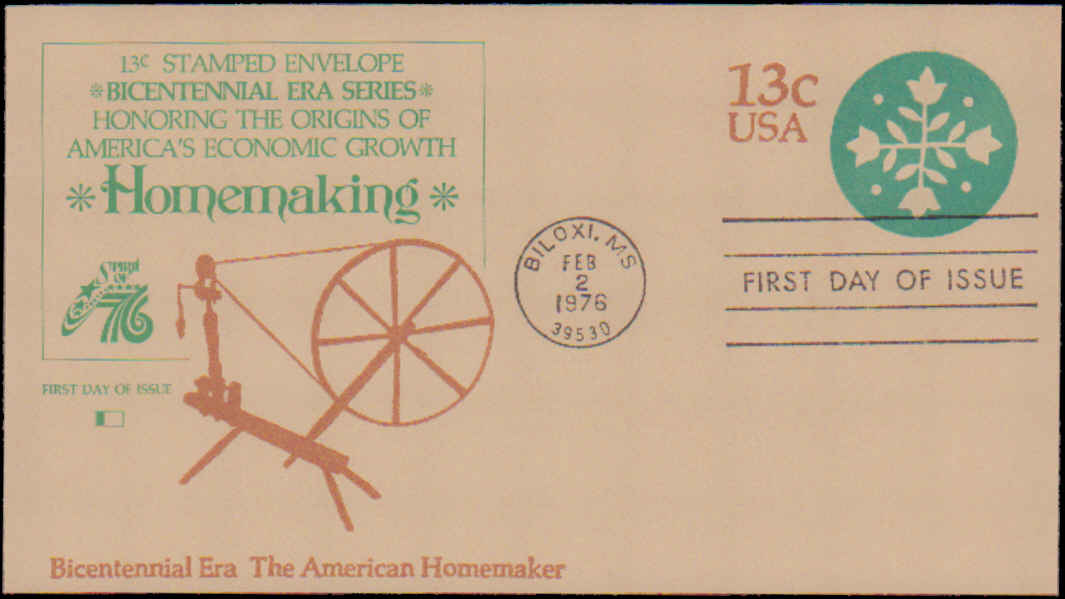 13¢ STAMPED ENVELOPE
*BICENTENNIAL ERA SERIES*
HONORING THE ORIGINS OF
AMERICA'S ECONOMIC GROWTH
*Homemaking*
SPIRIT
OF
76
FIRST DAY OF ISSUE
Bicentennial Era The American Homemaker
13c
USA
BILOXI, MS
FEB
2
1976
39530
FIRST DAY OF ISSUE